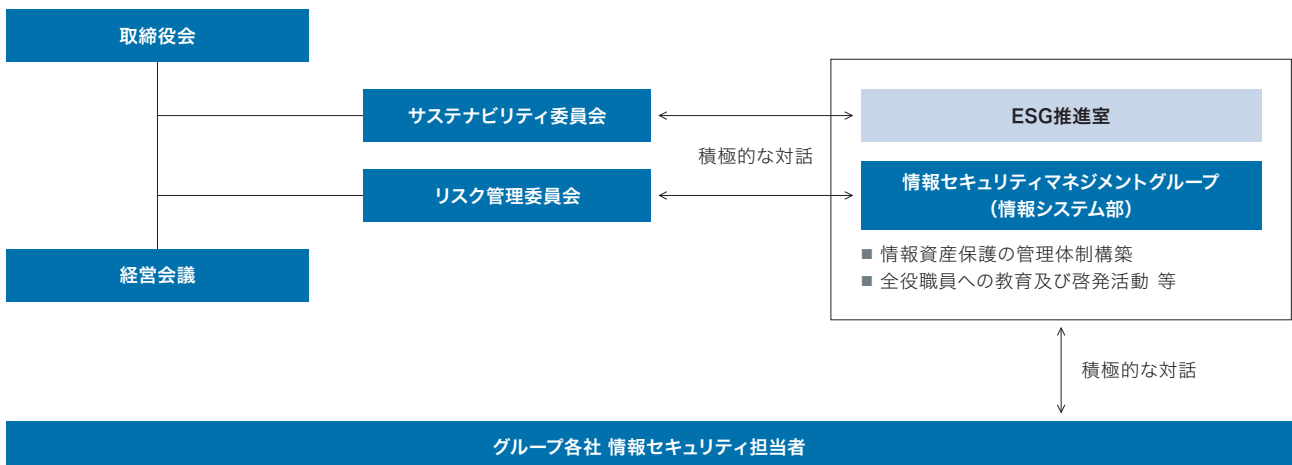 取締役会
サステナビリティ委員会
ESG推進室
積極的な対話
リスク管理委員会
情報セキュリティマネジメントグループ
（情報システム部）
経営会議
■ 情報資産保護の管理体制構築
■ 全役職員への教育及び啓発活動 等
積極的な対話
グループ各社 情報セキュリティ担当者